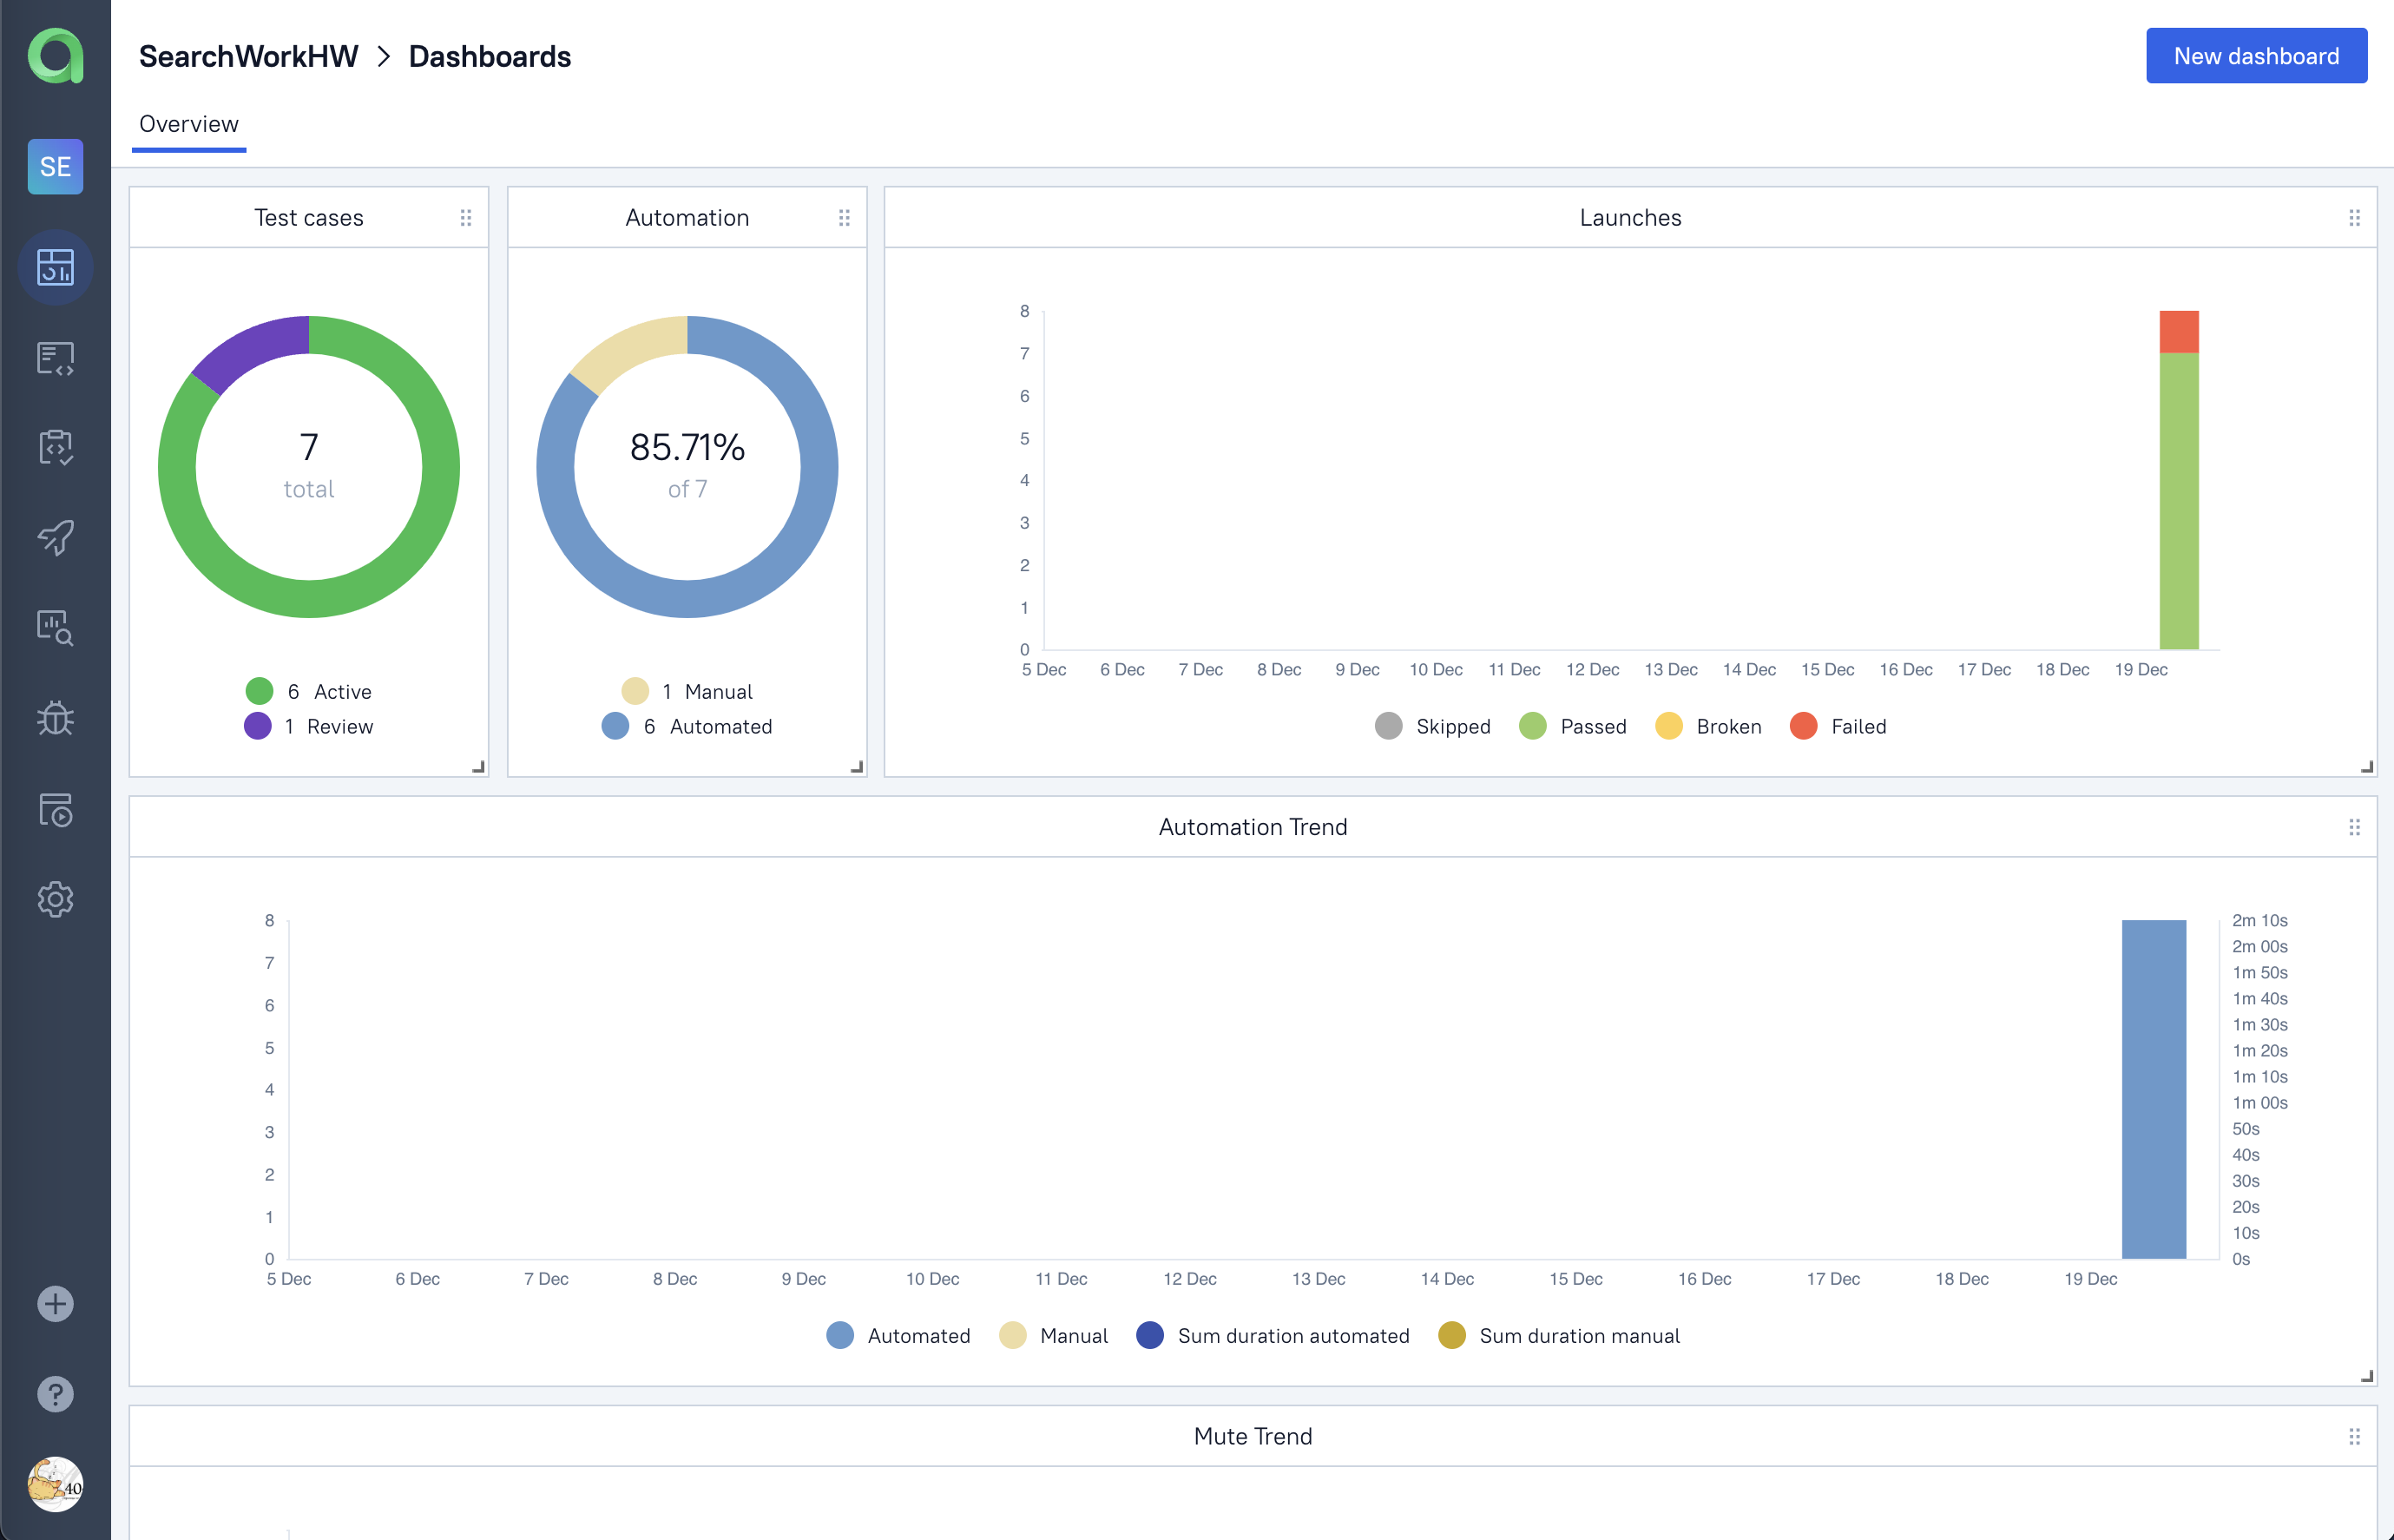 SearchWorkHW > Dashboards
New dashboard
Overview
SE
Test cases
7
total
6 Active
1 Review
Automation
85.71%
of 7
1 Manual
6 Automated
Launches
8
7
6
5
4
3
2
1
0
5 Dec 6 Dec 7 Dec 8 Dec 9 Dec 10 Dec 11 Dec 12 Dec 13 Dec 14 Dec 15 Dec 16 Dec 17 Dec 18 Dec 19 Dec
Skipped Passed Broken Failed
Automation Trend
8
7
6
5
4
3
2
1
0
2m 10s
2m 00s
1m 50s
1m 40s
1m 30s
1m 20s
1m 10s
1m 00s
50s
40s
30s
20s
10s
0s
5 Dec 6 Dec 7 Dec 8 Dec 9 Dec 10 Dec 11 Dec 12 Dec 13 Dec 14 Dec 15 Dec 16 Dec 17 Dec 18 Dec 19 Dec
Automated Manual Sum duration automated Sum duration manual
Mute Trend
40